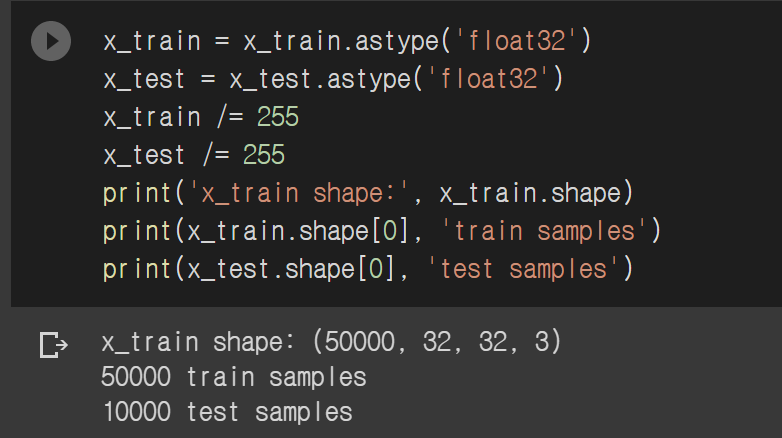 x_train = x_train.astype('float32')
x_test = x_test.astype('float32')
x_train /= 255
x_test /= 255
print('x_train shape:', x_train.shape)
print(x_train.shape[0], 'train samples')
print(x_test.shape[0], 'test samples')
x_train shape: (50000, 32, 32, 3)
50000 train samples
10000 test samples